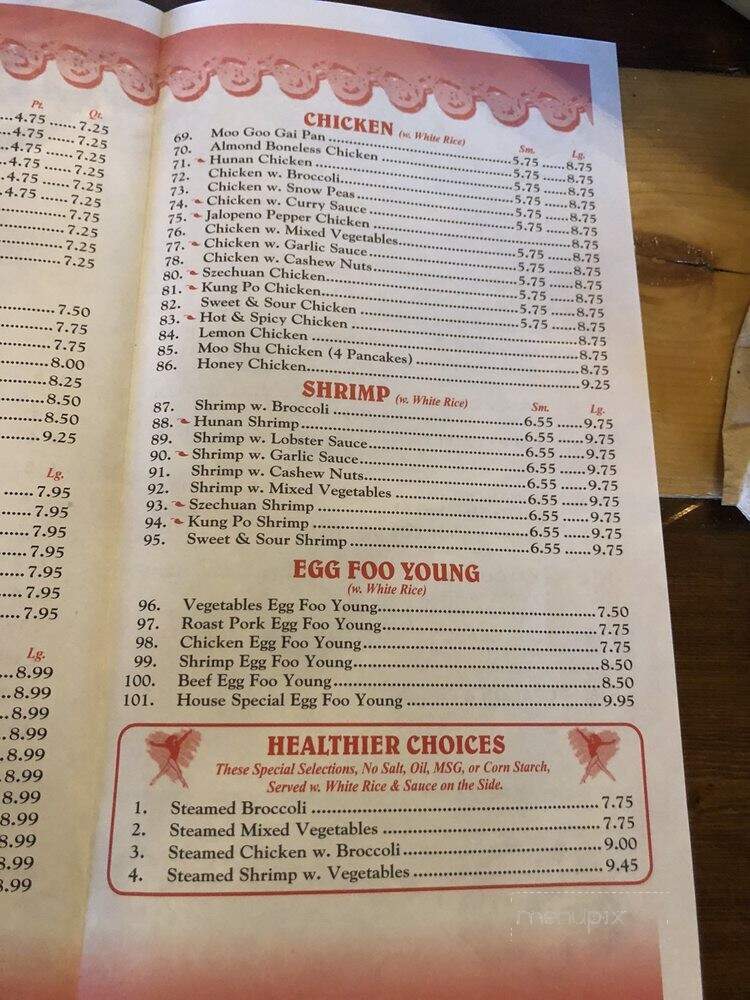 Pt. Qt.
4.75 ...... 7.25
4.75 ...... 7.25
4.75 ...... 7.25
4.75 ...... 7.25
4.75 ...... 7.25
4.75 ...... 7.25
7.75
7.25
7.25
7.25
7.50
7.75
7.75
8.00
8.25
8.50
8.50
9.25
Lg.
7.95
7.95
7.95
7.95
7.95
7.95
7.95
Lg.
8.99
8.99
8.99
8.99
8.99
8.99
8.99
8.99
8.99
8.99
8.99
CHICKEN (w. White Rice)
Sm. Lg.
69. Moo Goo Gai Pan ...... 5.75 ...... 8.75
70. Almond Boneless Chicken ...... 5.75 ...... 8.75
71. Hunan Chicken ...... 5.75 ...... 8.75
72. Chicken w. Broccoli ...... 5.75 ...... 8.75
73. Chicken w. Snow Peas ...... 5.75 ...... 8.75
74. Chicken w. Curry Sauce ...... 5.75 ...... 8.75
75. Jalopeno Pepper Chicken ...... 8.75
76. Chicken w. Mixed Vegetables ...... 5.75 ...... 8.75
77. Chicken w. Garlic Sauce ...... 5.75 ...... 8.75
78. Chicken w. Cashew Nuts ...... 5.75 ...... 8.75
80. Szechuan Chicken ...... 5.75 ...... 8.75
81. Kung Po Chicken ...... 5.75 ...... 8.75
82. Sweet & Sour Chicken ...... 5.75 ...... 8.75
83. Hot & Spicy Chicken ...... 8.75
84. Lemon Chicken ...... 8.75
85. Moo Shu Chicken (4 Pancakes) ...... 8.75
86. Honey Chicken ...... 9.25
SHRIMP (w. White Rice)
Sm. Lg.
87. Shrimp w. Broccoli ...... 6.55 ...... 9.75
88. Hunan Shrimp ...... 6.55 ...... 9.75
89. Shrimp w. Lobster Sauce ...... 6.55 ...... 9.75
90. Shrimp w. Garlic Sauce ...... 6.55 ...... 9.75
91. Shrimp w. Cashew Nuts ...... 6.55 ...... 9.75
92. Shrimp w. Mixed Vegetables ...... 6.55 ...... 9.75
93. Szechuan Shrimp ...... 6.55 ...... 9.75
94. Kung Po Shrimp ...... 6.55 ...... 9.75
95. Sweet & Sour Shrimp ...... 6.55 ...... 9.75
EGG FOO YOUNG
(w. White Rice)
96. Vegetables Egg Foo Young ...... 7.50
97. Roast Pork Egg Foo Young ...... 7.75
98. Chicken Egg Foo Young ...... 7.75
99. Shrimp Egg Foo Young ...... 8.50
100. Beef Egg Foo Young ...... 8.50
101. House Special Egg Foo Young ...... 9.95
HEALTHIER CHOICES
These Special Selections, No Salt, Oil, MSG, or Corn Starch,
Served w. White Rice & Sauce on the Side.
1. Steamed Broccoli ...... 7.75
2. Steamed Mixed Vegetables ...... 7.75
3. Steamed Chicken w. Broccoli ...... 9.00
4. Steamed Shrimp w. Vegetables ...... 9.45
menupix